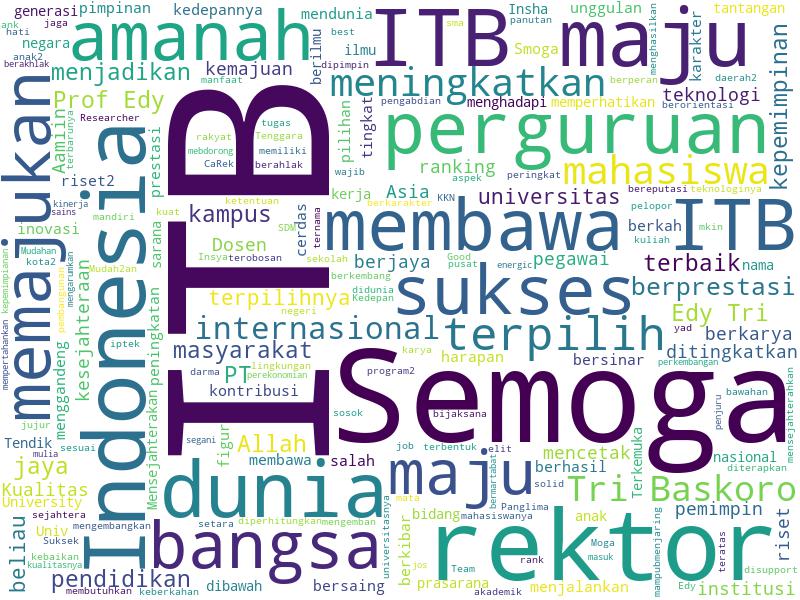 generasi pimpinan kedepannya
amanah
ITB
maju
mendunia
Insha unggulan tantangan
ank jaga sma panutan
hati
negara
anak2
berakhlak
best
ilmu
Smoga
dipimpin
berilmu
karakter
menghasilkan
daerah2
kepemimpinan
menjadikan kemajuan
manfaat
meningkatkan
berperan
teknologi
Prof Edy
pengabdian menghadapi memperhatikan berorientasi
Researcher
Aamiin
terbarunya
prestasi
rakyat tugas
Tenggara
mebdorong memiliki
CaRek berakhlak
pilihan
tingkat
perguruan
ranking
mahasiswa
wajib
aspek peringkat
riset2
kinerja
sains
mandiri
kuat
ketentuan
kerja Asia
KKN
universitas
bereputasi teknologinya
berkarakter
memajukan
Indonesia
ITB
kampus
SDM
cerdas
ternama
membawa
pelopor
berkah
kuliah
mkin
ITB
inovasi
Mudahan
kota2
Mudah2an
sarana
Dosen
Insya terobosan sekolah
berjaya
Good
pusat
energic
pegawai
terbaik nama
berkembang
didunia
Kedepan
kepemimpianan
mempertahankan
pembangunan
mengarumkan
kesejahteraan
terpilihnya
negeri
sukses
berprestasi
Edy Tri
iptek
peningkatan
internasional
terpilih
yad
berkarya
ditingkatkan
menggandeng
masyarakat
karya
harapan
bersinar
perkembangan
darma
lingkungan
PT perekonomian
program2
kontribusi
Semoga
bawahan
mensejahterahkan
jujur
Mensejahterakan
sosok
bijaksana
penjuru
Tendik sesuai
mulia
segani
figur
Allah
job terbentuk elit
mencetak
Terkemuka
nasional
diterapkan
jaya
membawa salah
maju
bermartabat
berhasil
solid
Kualitas
University
dunia
mata
Panglima
Tri Baskoro
sejahtera
mengembangkan
setara diperhitungkan mengemban
universitasnya
bidang mahasiswanya
anak
pemimpin
Univ
Suksek
beliau
bangsa
berkibar
rektor
Moga
masuk
mampubmenjaring
teratas
riset
kebaikan
kualitasnya
jos
Team
rank
disupport
pendidikan
dibawah bersaing
prasarana
akademik
menjalankan
Edy institusi
membutuhkan keberkahan